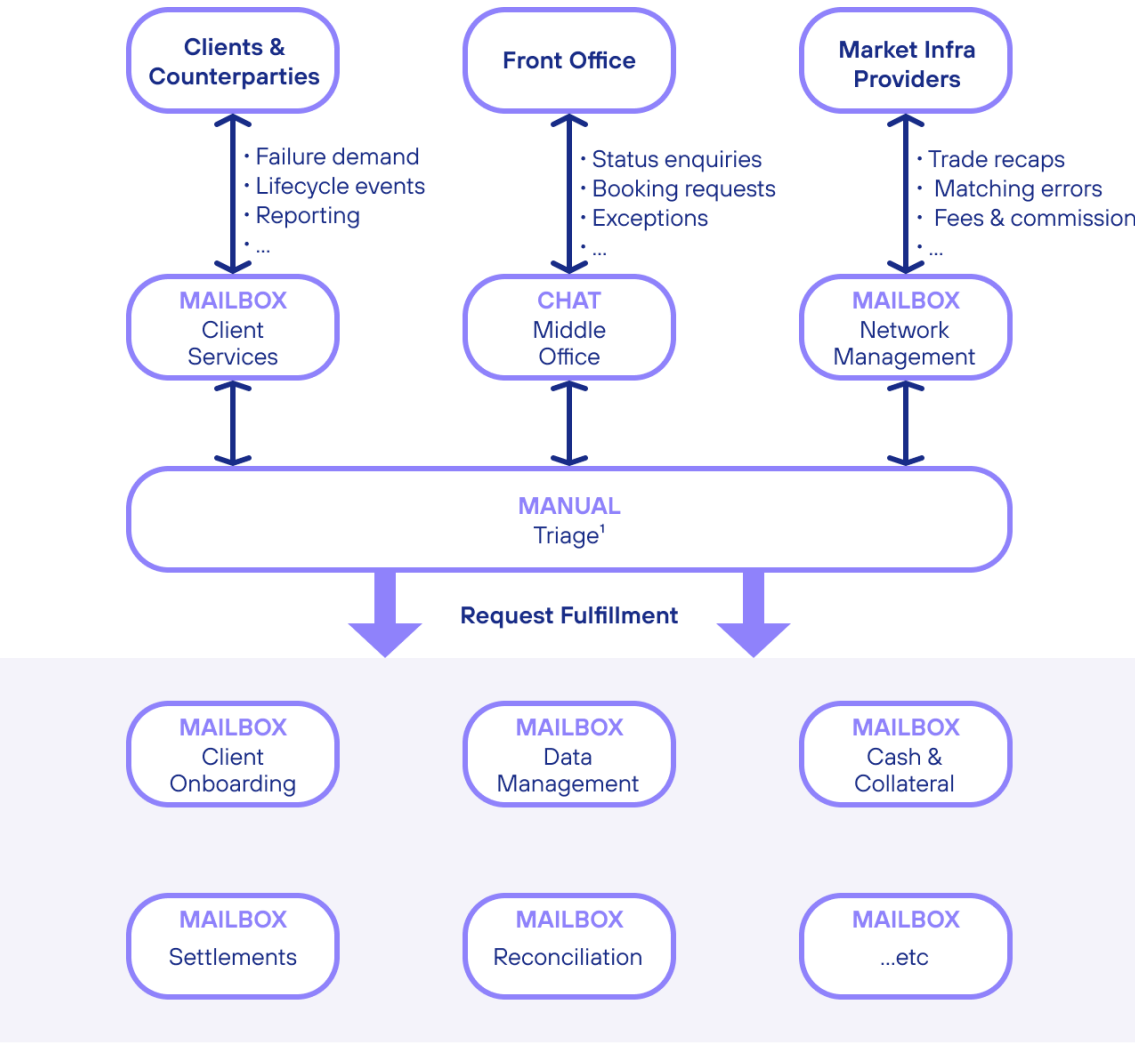 Clients &
Counterparties
Front Office
Market Infra
Providers
· Failure demand
· Lifecycle events
· Reporting
· ...
· Status enquiries
· Booking requests
· Exceptions
· ...
· Trade recaps
· Matching errors
· Fees & commission
· ...
MAILBOX
Client
Services
CHAT
Middle
Office
MAILBOX
Network
Management
MANUAL
Triage¹
Request Fulfillment
MAILBOX
Client
Onboarding
MAILBOX
Data
Management
MAILBOX
Cash &
Collateral
MAILBOX
Settlements
MAILBOX
Reconciliation
MAILBOX
...etc